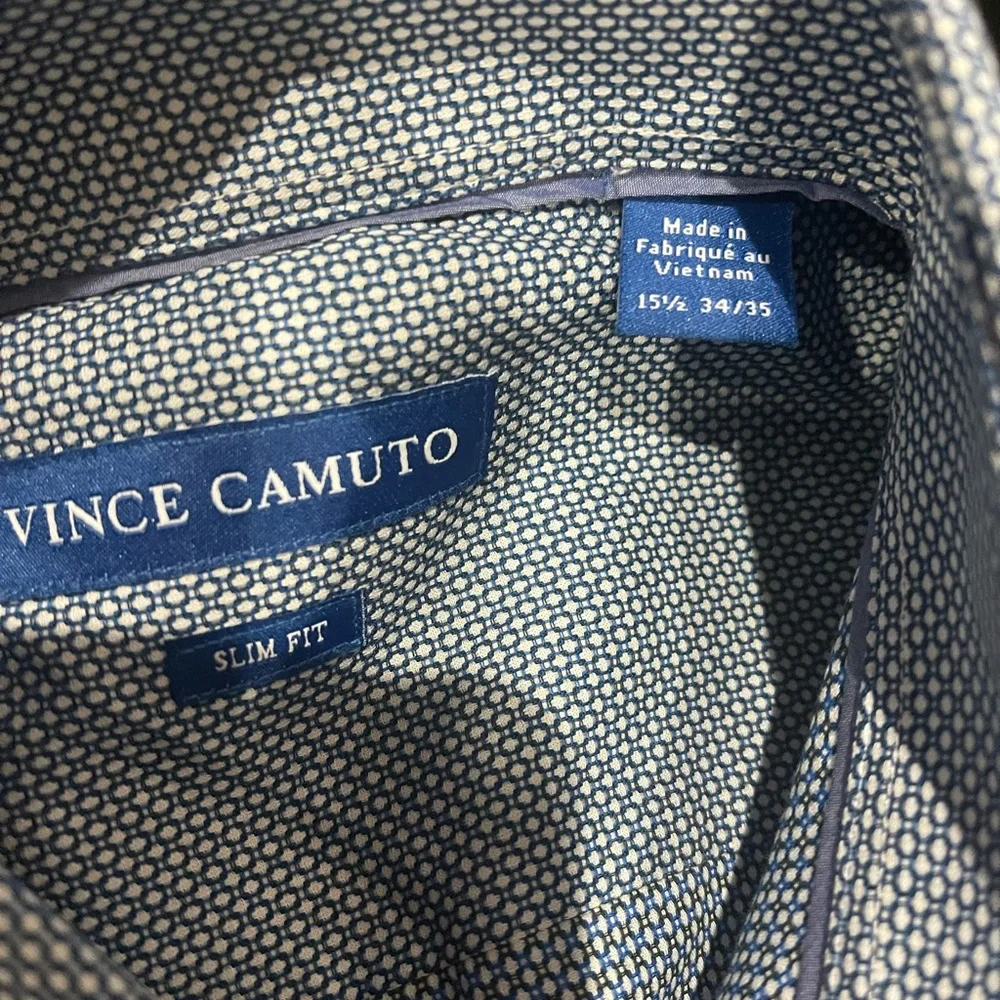 Made in
Fabriqué au
Vietnam
15½ 34/35
VINCE CAMUTO
SLIM FIT